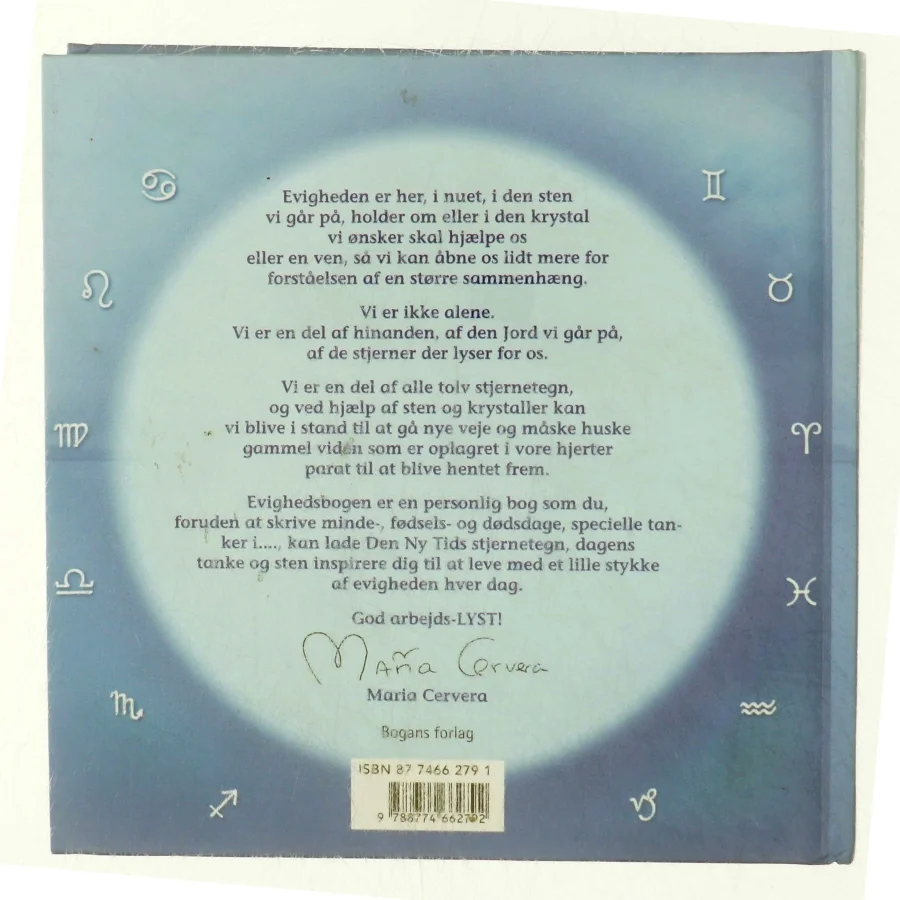 Evigheden er her, i nuet, i den sten
vi går på, holder om eller i den krystal
vi ønsker skal hjælpe os
eller en ven, så vi kan åbne os lidt mere for
forståelsen af en større sammenhæng.
Vi er ikke alene.
Vi er en del af hinanden, af den Jord vi går på,
af de stjerner der lyser for os.
Vi er en del af alle tolv stjernetegn,
og ved hjælp af sten og krystaller kan
vi blive i stand til at gå nye veje og måske huske
gammel viden som er oplagret i vore hjerter
parat til at blive hentet frem.
Evighedsbogen er en personlig bog som du,
foruden at skrive minde-, fødsels- og dødsdage, specielle tan-
ker i...., kan lade Den Ny Tids stjernetegn, dagens
tanke og sten inspirere dig til at leve med et lille stykke
af evigheden hver dag.
God arbejds-LYST!
Maria Cervera
Maria Cervera
Bogans forlag
ISBN 87 7466 279 1
9 788774 662792